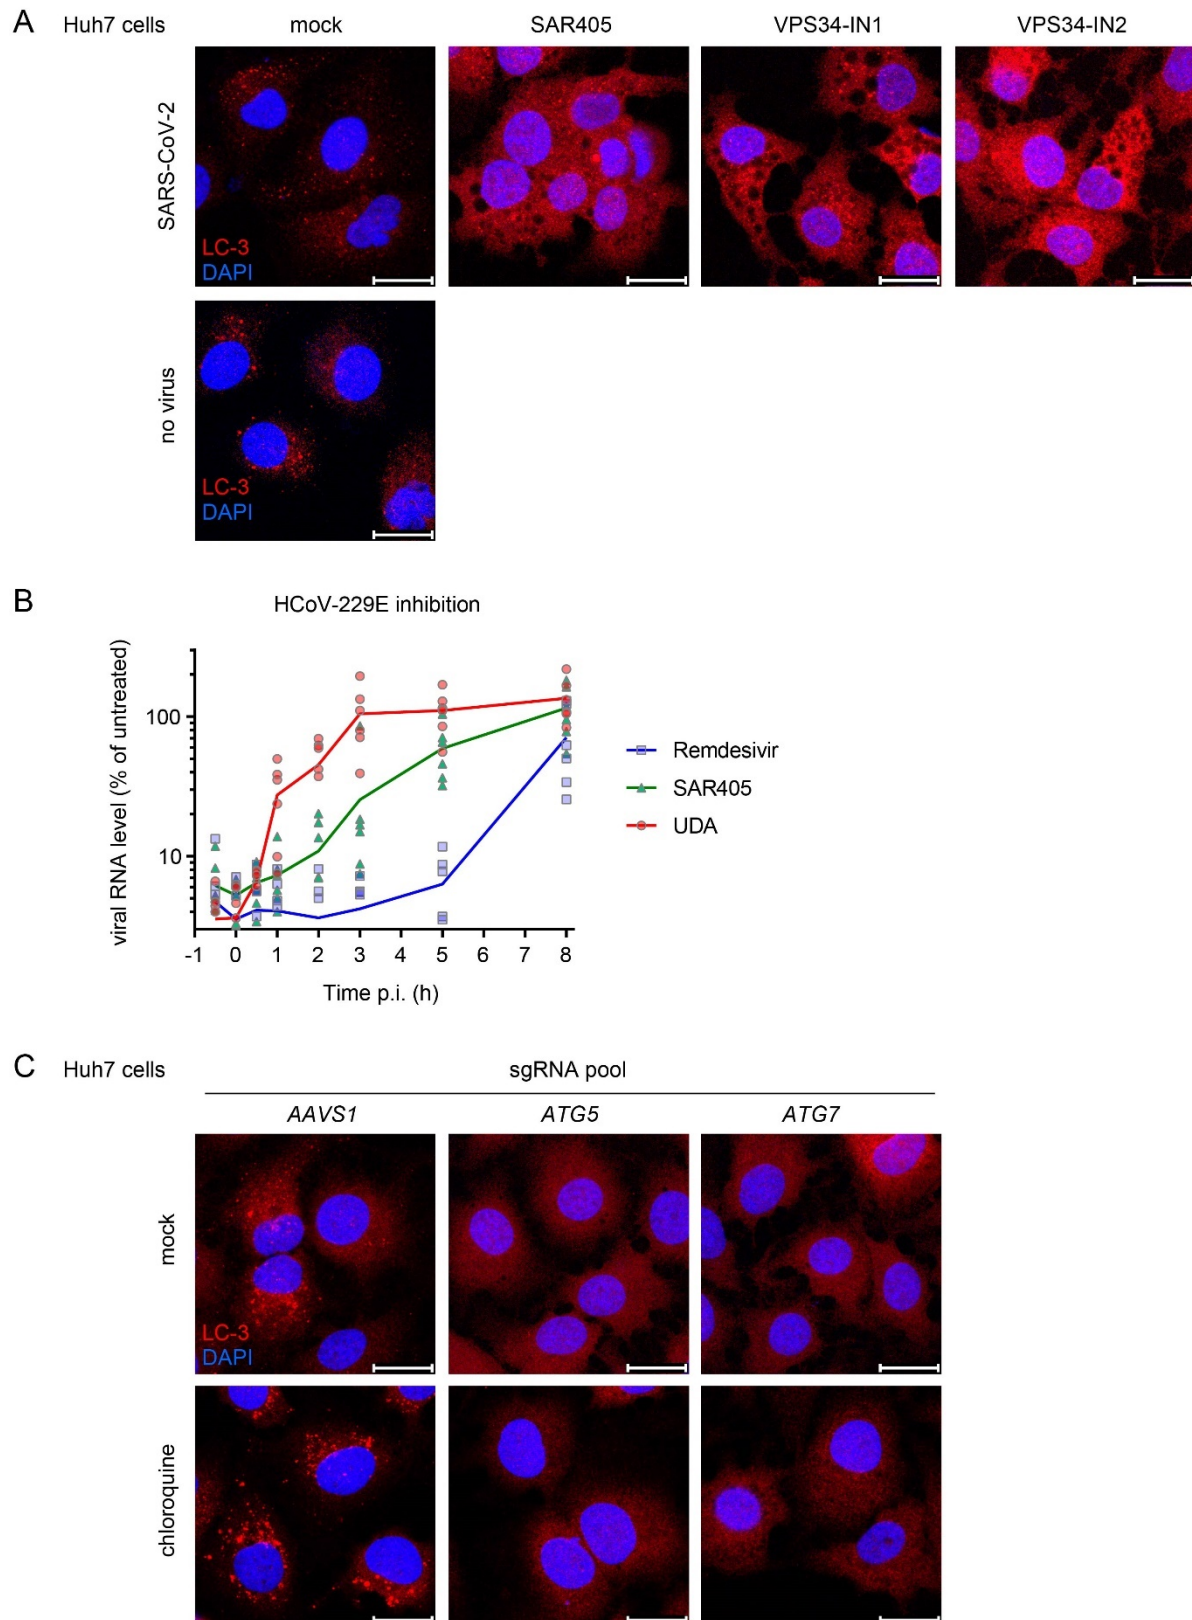 A Huh7 cells mock SAR405 VPS34-IN1 VPS34-IN2
SARS-CoV-2
LC-3
DAPI
no virus
LC-3
DAPI
B
HCoV-229E inhibition
viral RNA level (% of untreated)
100
10
-1 0 1 2 3 4 5 6 7 8
Time p.i. (h)
Remdesivir
SAR405
UDA
C Huh7 cells sgRNA pool
AAVS1 ATG5 ATG7
mock
LC-3
DAPI
chloroquine